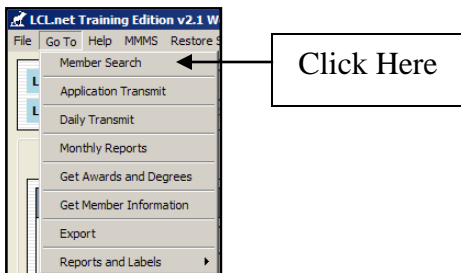 LCL.net Training Edition v2.1 W
File Go To Help MMMS Restore S
Member Search
Click Here
L
Application Transmit
L
Daily Transmit
Monthly Reports
Get Awards and Degrees
Get Member Information
Export
Reports and Labels